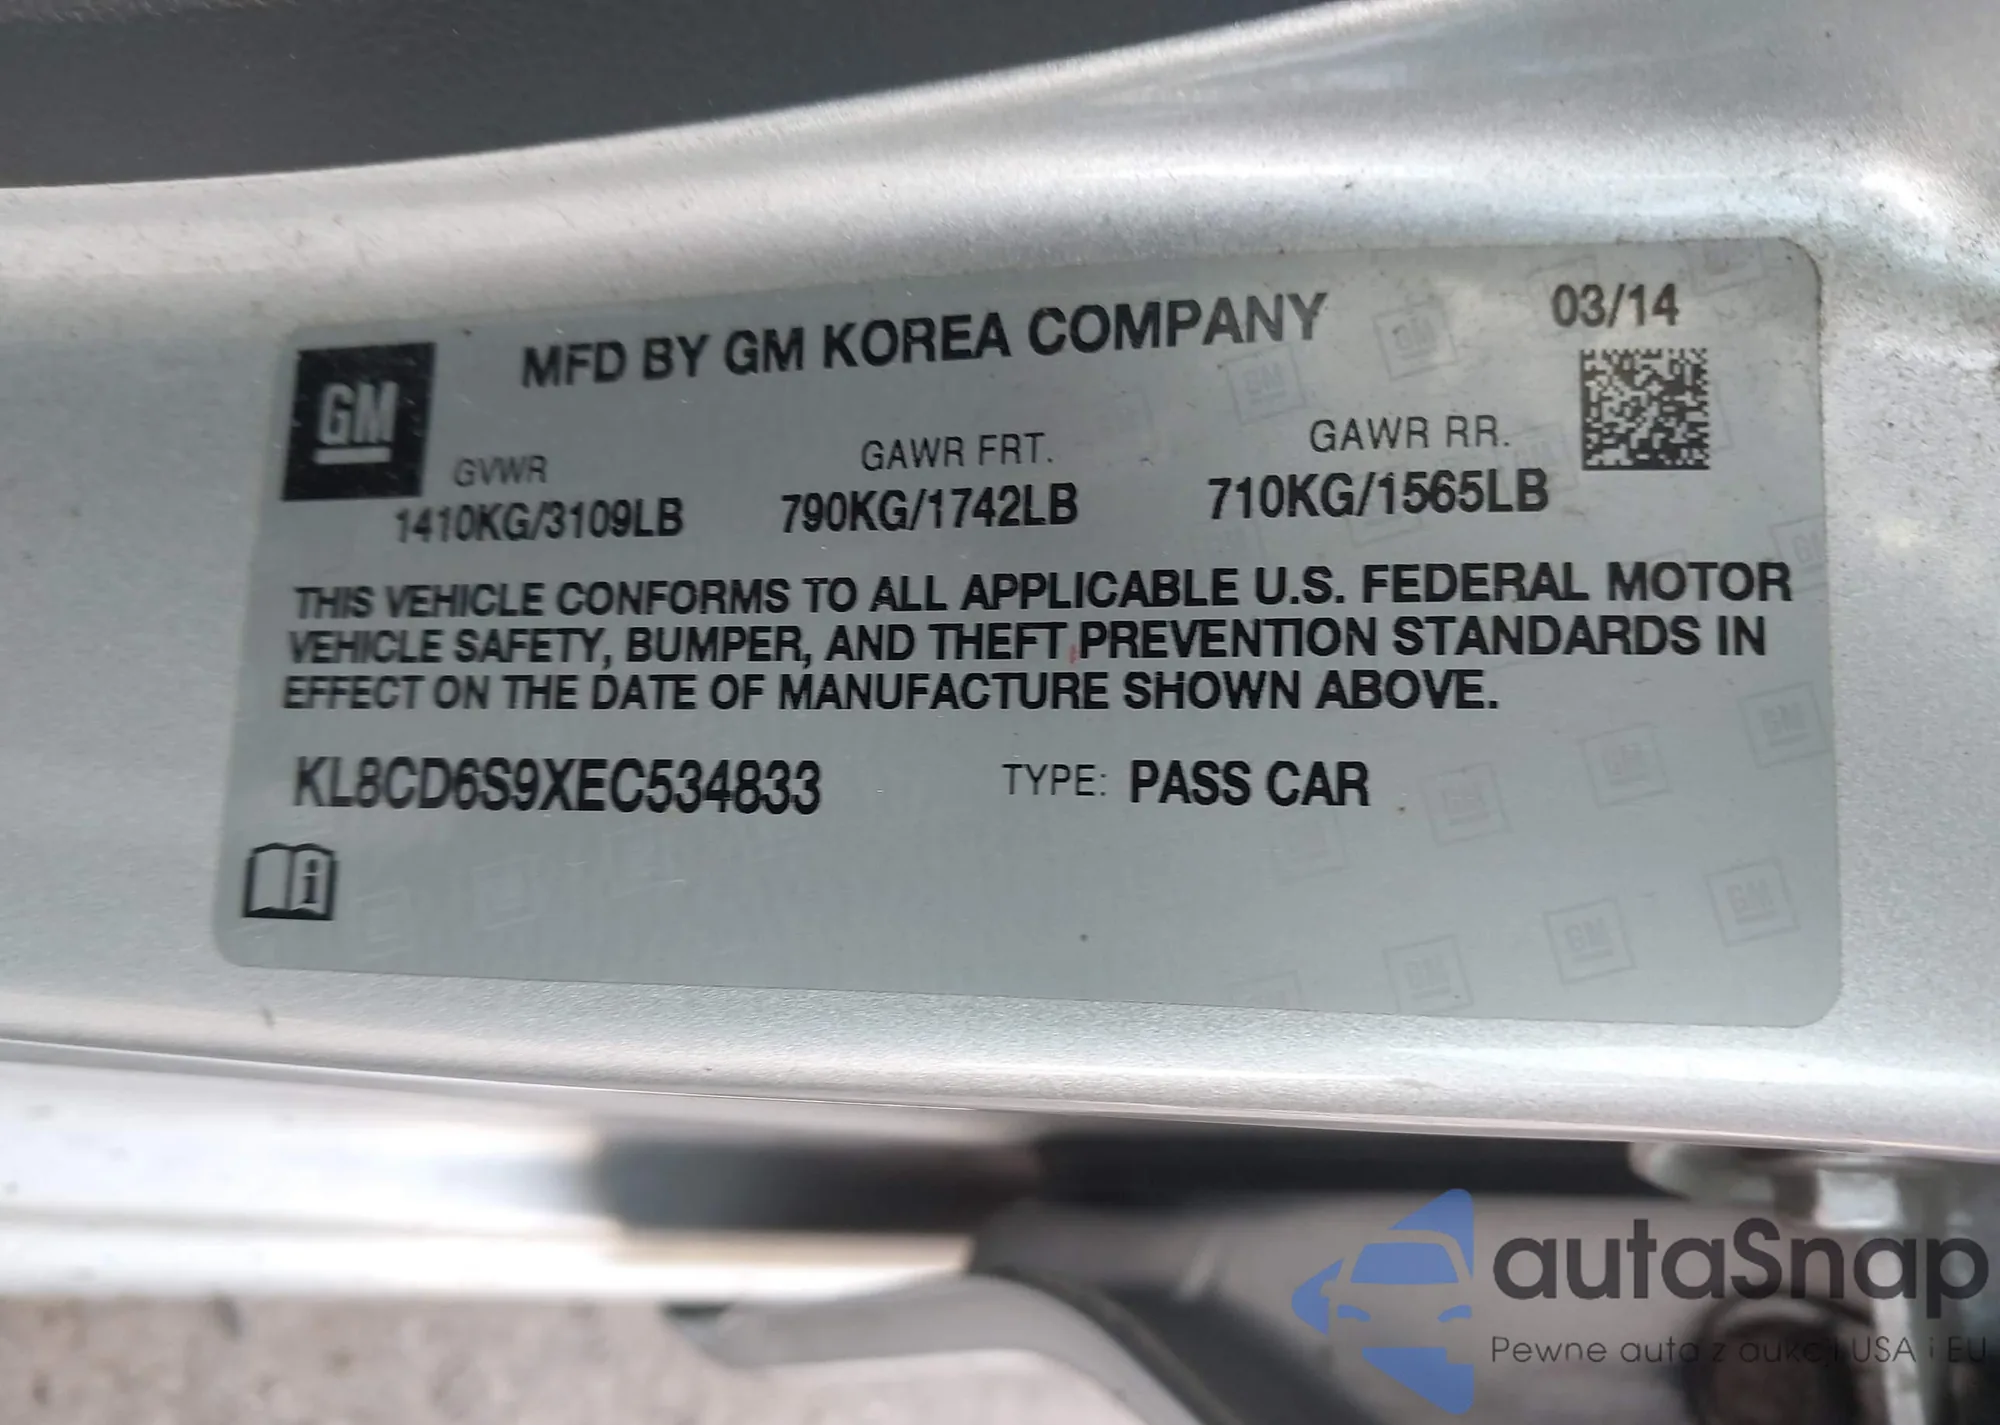 MFD BY GM KOREA COMPANY
03/14
GM
GVWR
GAWR FRT.
GAWR RR.
1410KG/3109LB
790KG/1742LB
710KG/1565LB
THIS VEHICLE CONFORMS TO ALL APPLICABLE U.S. FEDERAL MOTOR
VEHICLE SAFETY, BUMPER, AND THEFT PREVENTION STANDARDS IN
EFFECT ON THE DATE OF MANUFACTURE SHOWN ABOVE.
KL8CD6S9XEC534833
TYPE: PASS CAR
autaSnap
Pewne auta z aukcji USA i EU